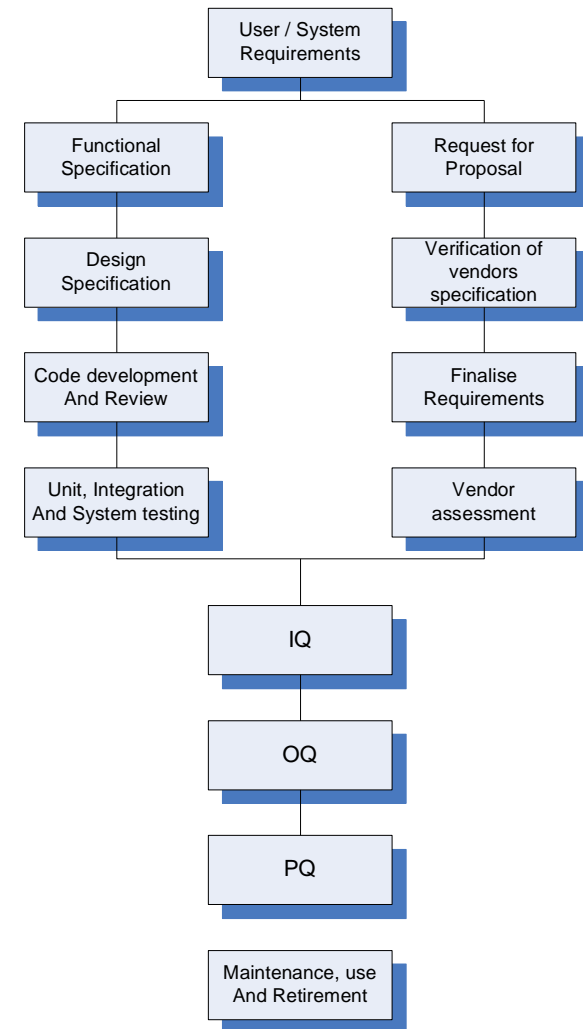 User / System
Requirements
Functional
Specification
Request for
Proposal
Design
Specification
Verification of
vendors
specification
Code development
And Review
Finalise
Requirements
Unit, Integration
And System testing
Vendor
assessment
IQ
OQ
PQ
Maintenance, use
And Retirement